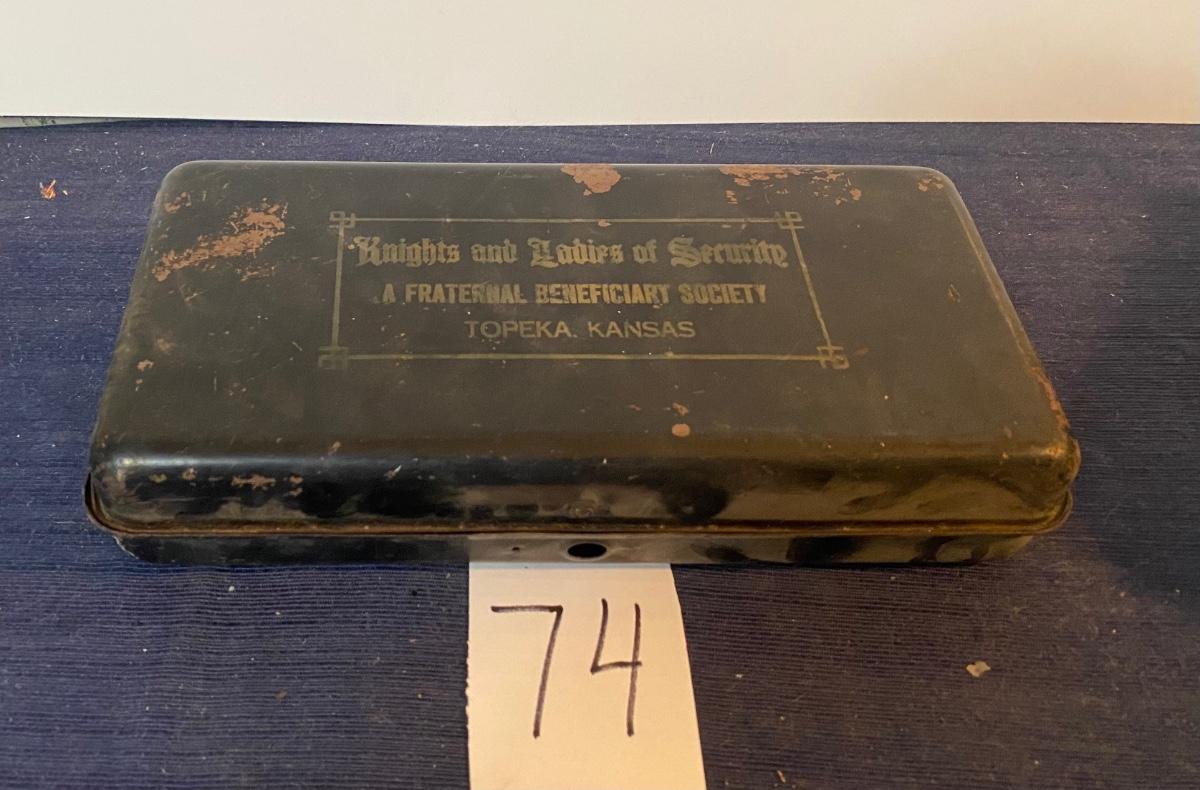 Knights and Ladies of Security
A FRATERNAL BENEFICIARY SOCIETY
TOPEKA. KANSAS
74